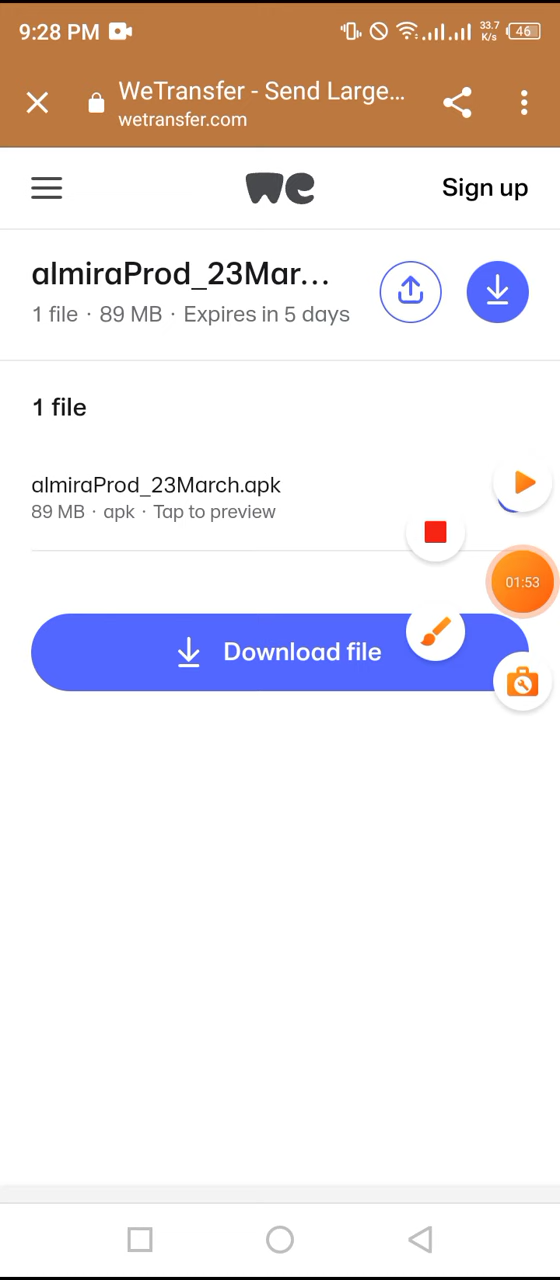 9:28 PM
33.7
K/s
46
WeTransfer - Send Large...
wetransfer.com
we
Sign up
almiraProd_23Mar...
1 file · 89 MB · Expires in 5 days
1 file
almiraProd_23March.apk
89 MB · apk · Tap to preview
01:53
Download file